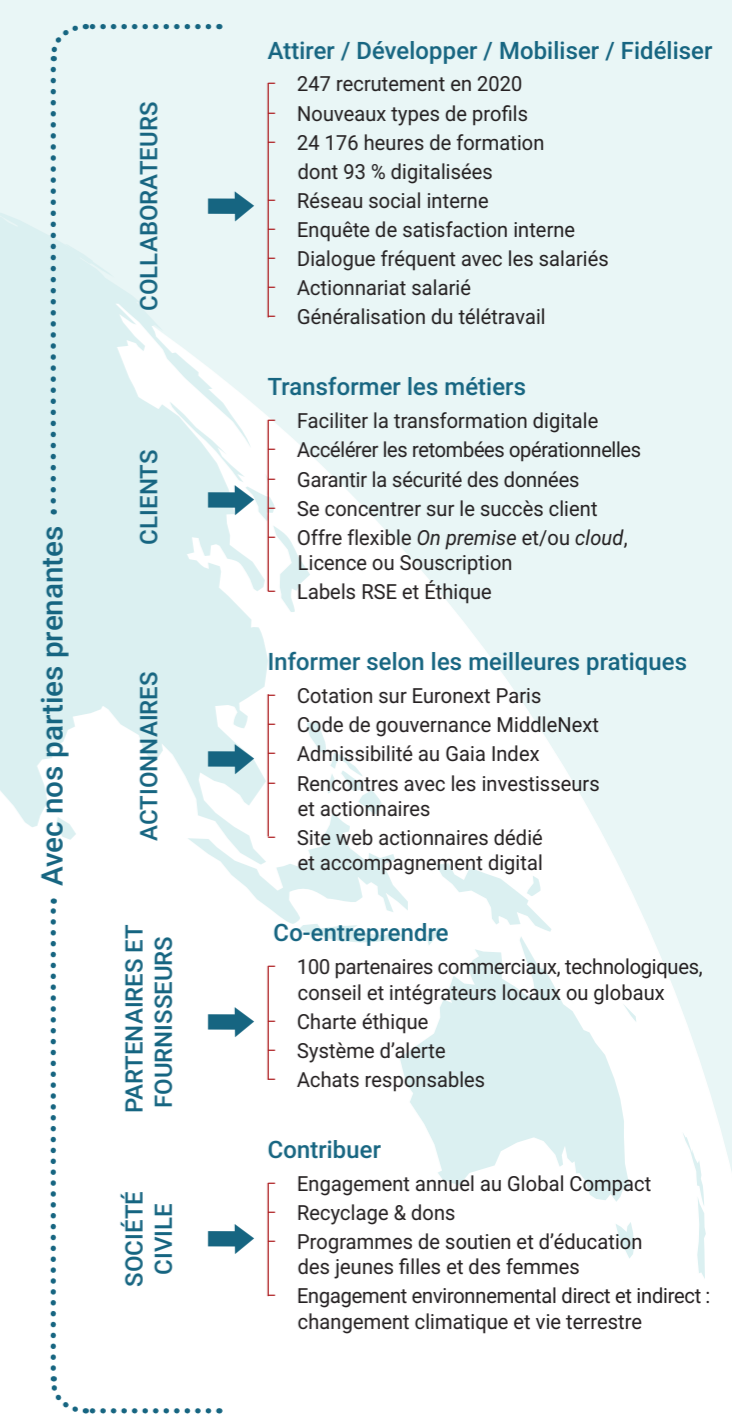 Avec nos parties prenantes
COLLABORATEURS
Attirer / Développer / Mobiliser / Fidéliser
247 recrutement en 2020
Nouveaux types de profils
24 176 heures de formation
dont 93 % digitalisées
Réseau social interne
Enquête de satisfaction interne
Dialogue fréquent avec les salariés
Actionnariat salarié
Généralisation du télétravail
CLIENTS
Transformer les métiers
Faciliter la transformation digitale
Accélérer les retombées opérationnelles
Garantir la sécurité des données
Se concentrer sur le succès client
Offre flexible On premise et/ou cloud,
Licence ou Souscription
Labels RSE et Éthique
ACTIONNAIRES
Informer selon les meilleures pratiques
Cotation sur Euronext Paris
Code de gouvernance MiddleNext
Admissibilité au Gaia Index
Rencontres avec les investisseurs
et actionnaires
Site web actionnaires dédié
et accompagnement digital
PARTENAIRES ET
FOURNISSEURS
Co-entreprendre
100 partenaires commerciaux, technologiques,
conseil et intégrateurs locaux ou globaux
Charte éthique
Système d'alerte
Achats responsables
SOCIÉTÉ
CIVILE
Contribuer
Engagement annuel au Global Compact
Recyclage & dons
Programmes de soutien et d'éducation
des jeunes filles et des femmes
Engagement environnemental direct et indirect :
changement climatique et vie terrestre